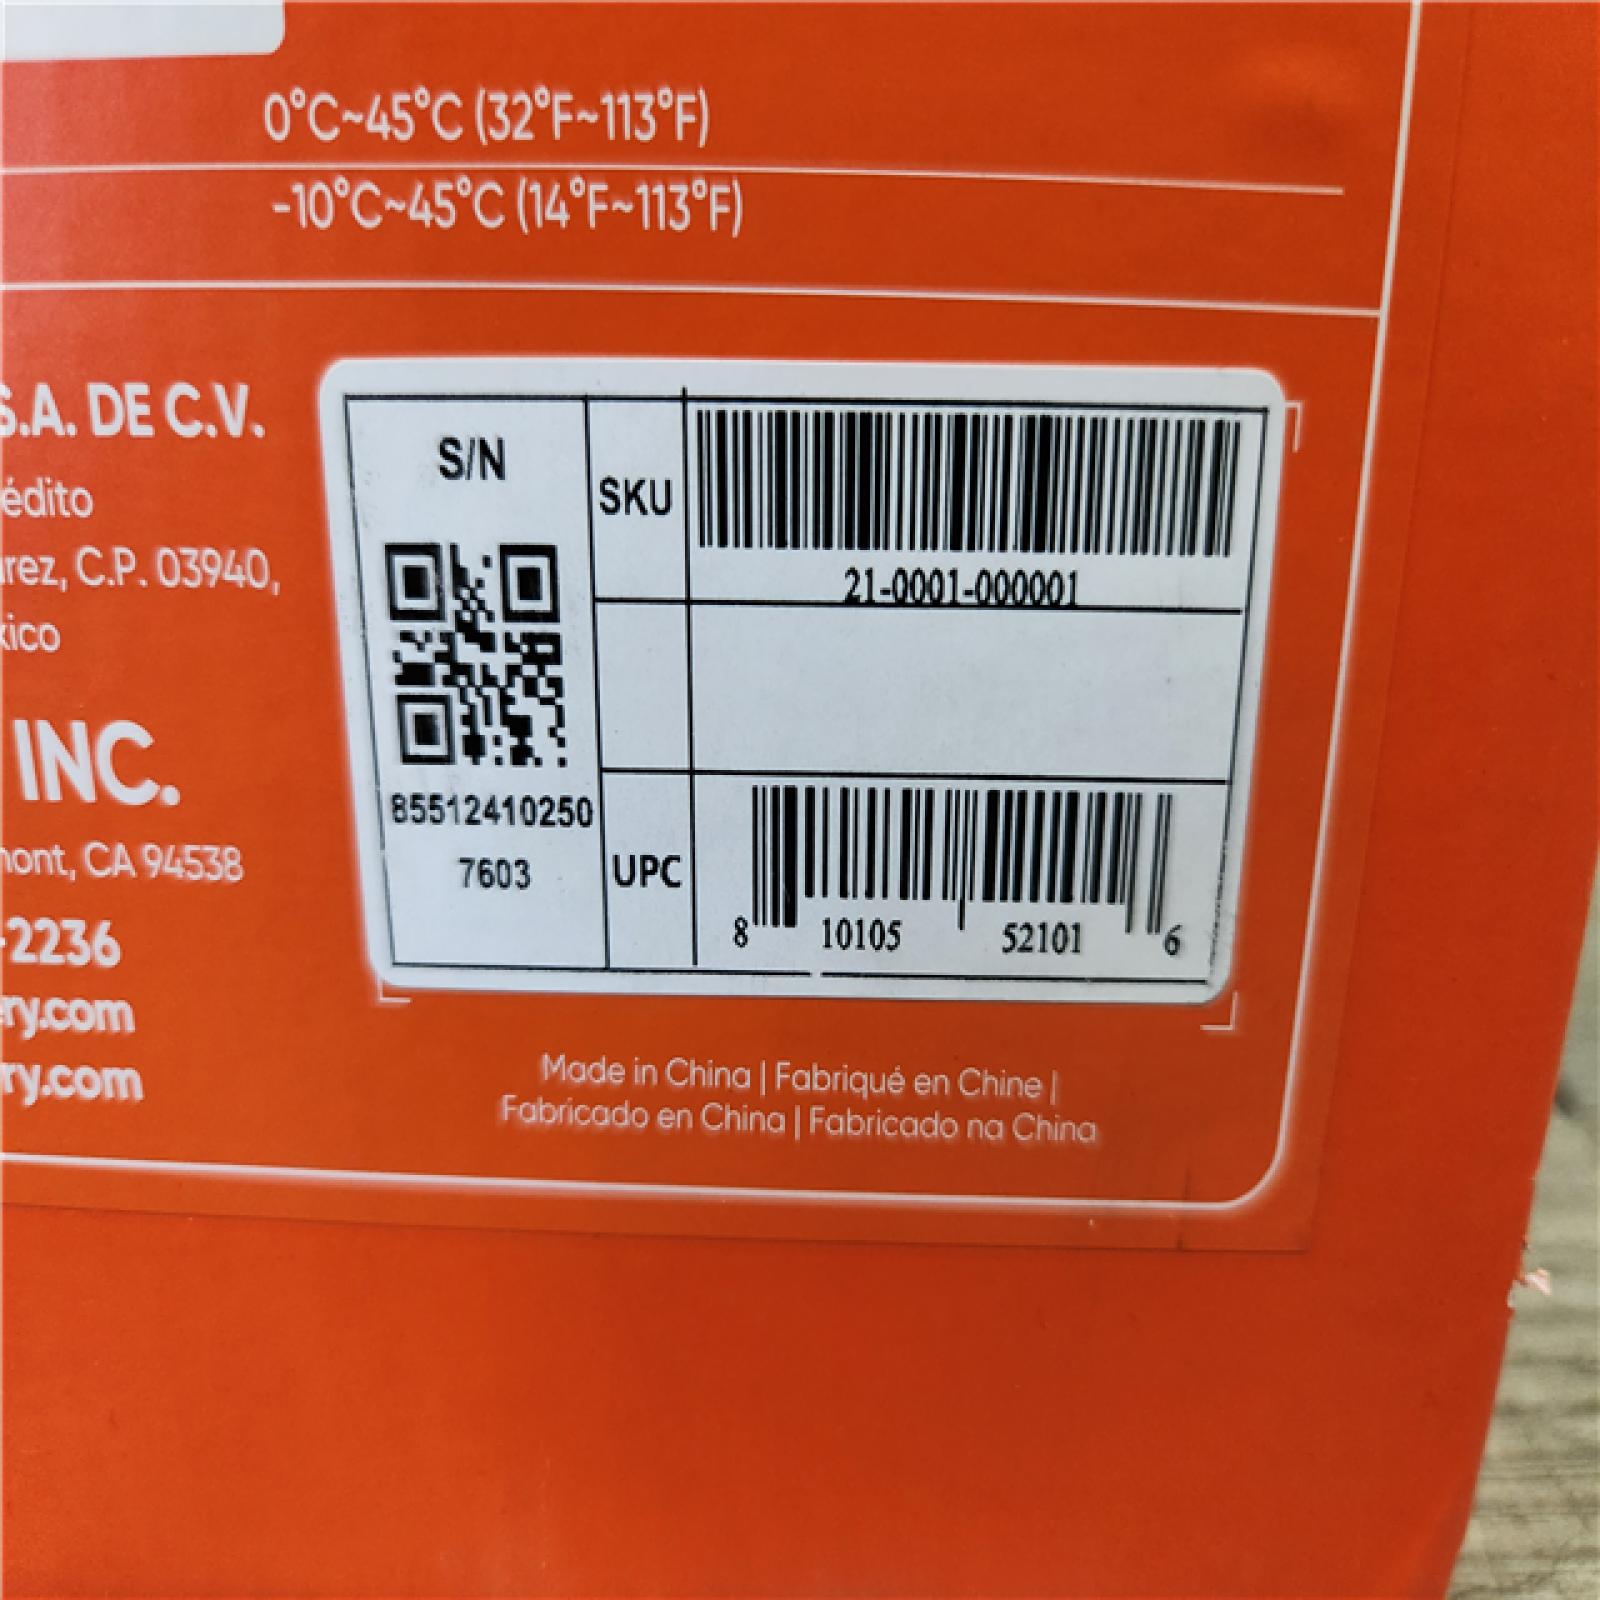 0°C~45°C (32°F~113°F)
-10°C~45°C (14°F~113°F)
S.A. DE C.V.
C.P. 03940,
INC.
CA 94538
-2236
S/N
85512410250
7603
SKU
21-0001-000001
UPC
8 10105 52101 6
Made in China | Fabriqué en Chine |
Fabricado en China | Fabricado na China